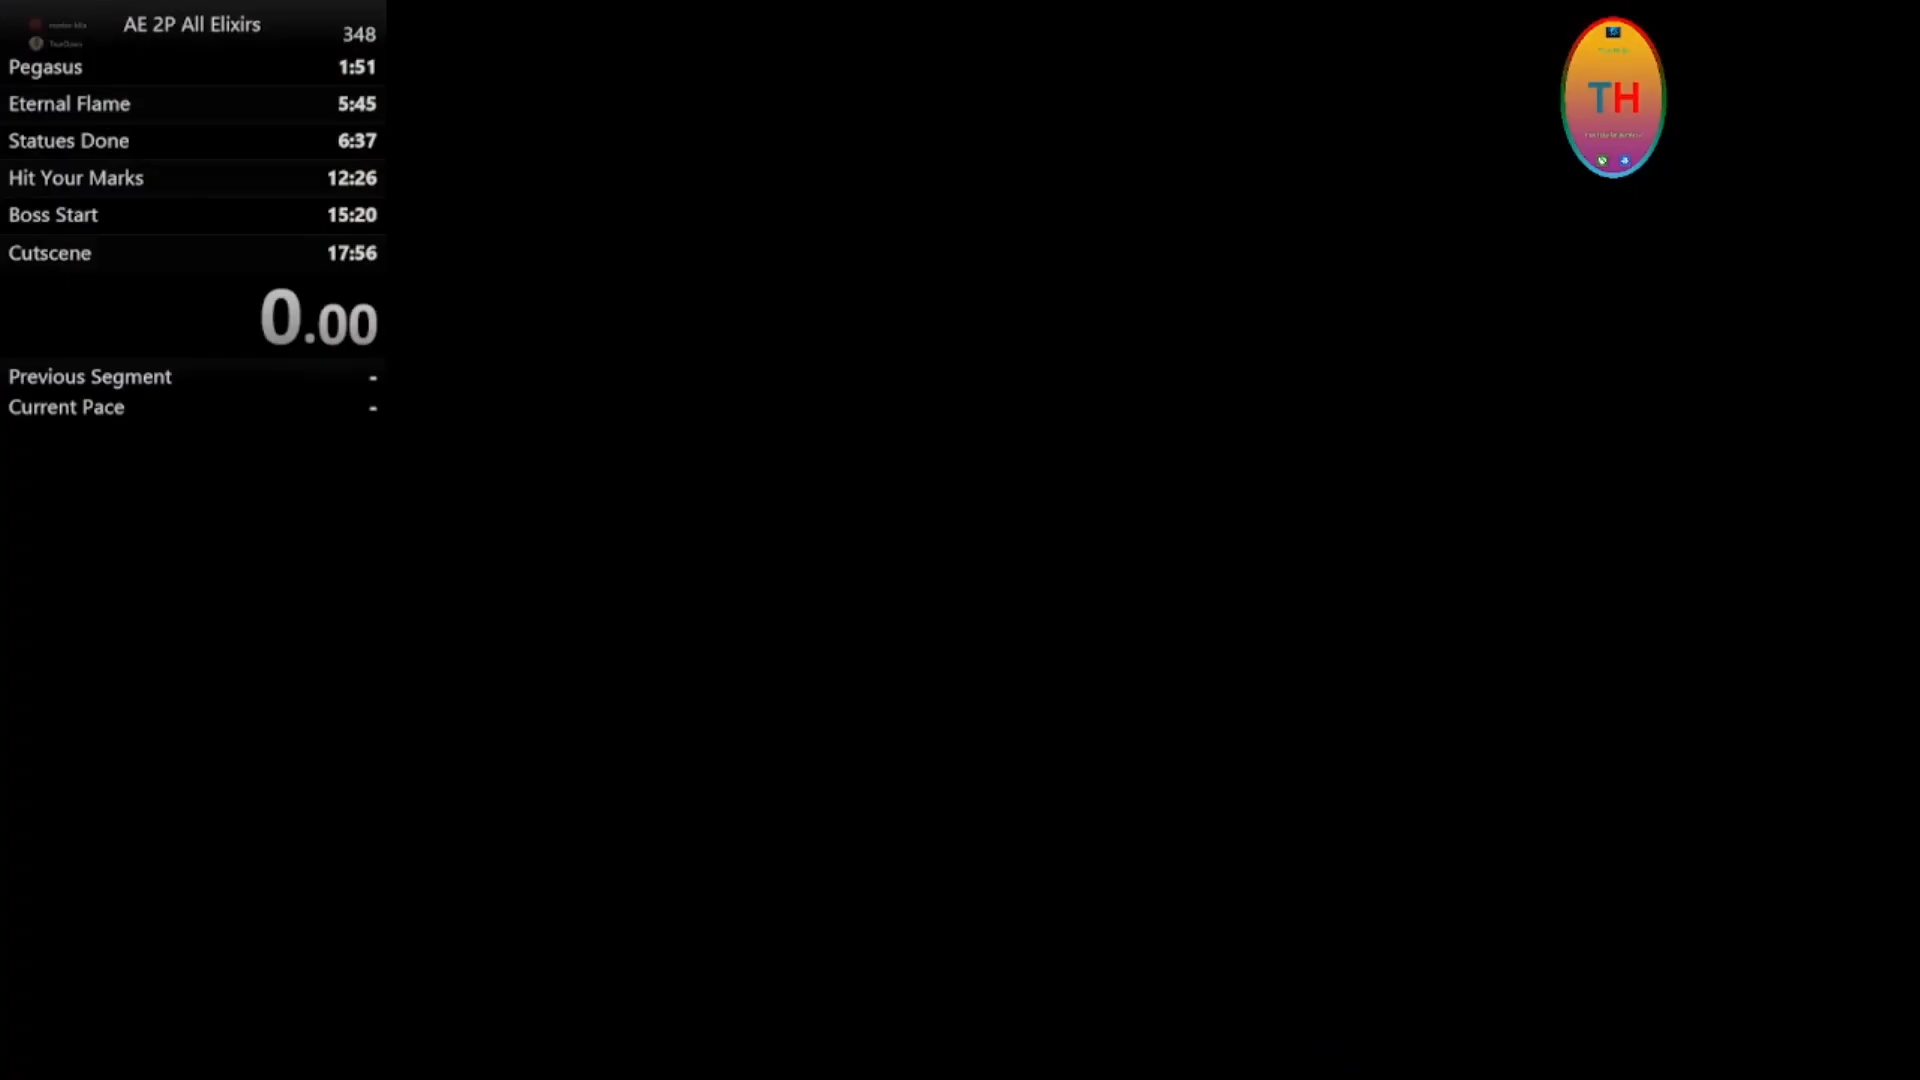 AE 2P All Elixirs
348
Pegasus 1:51
Eternal Flame 5:45
Statues Done 6:37
Hit Your Marks 12:26
Boss Start 15:20
Cutscene 17:56
0.00
Previous Segment -
Current Pace -
TH